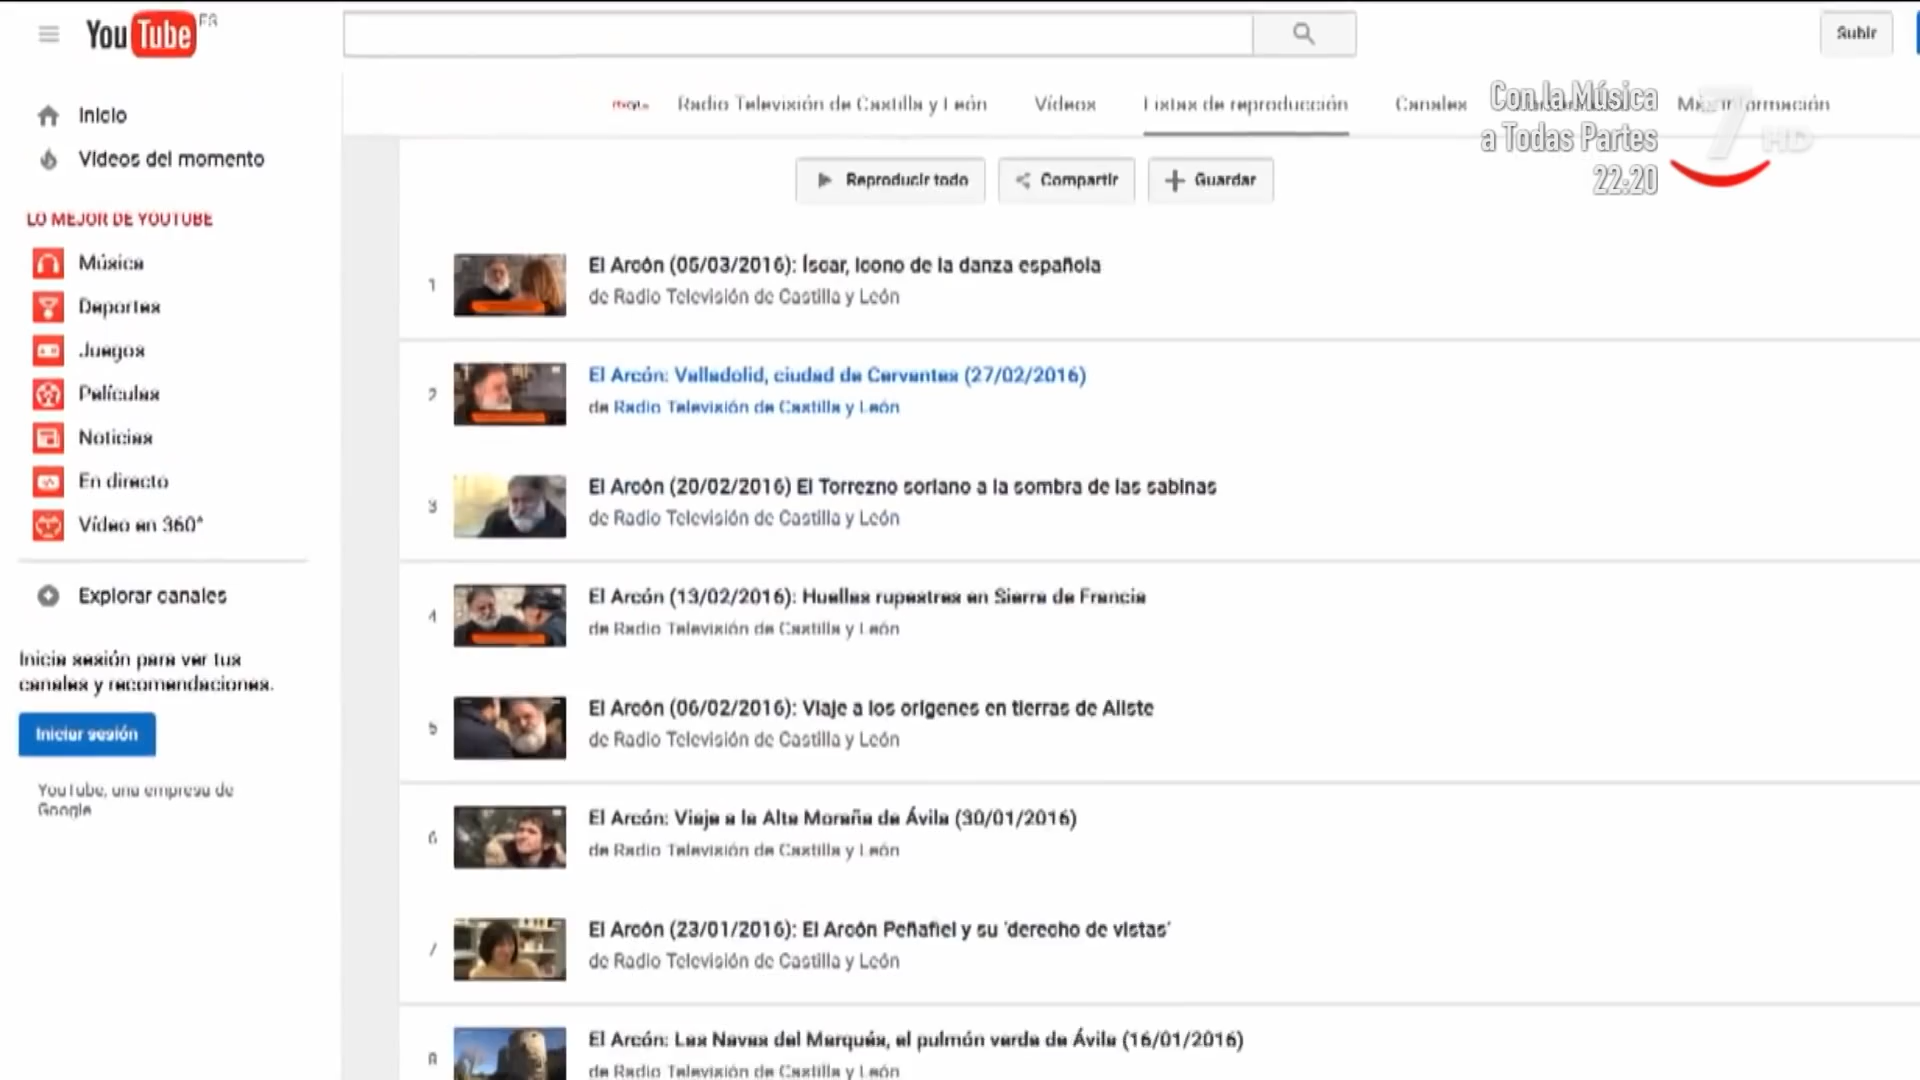 YouTube ES
Subir
Inicio
Vídeos del momento
LO MEJOR DE YOUTUBE
Música
Deportes
Juegos
Películas
Noticias
En directo
Vídeo en 360°
Explorar canales
Inicia sesión para ver tus
canales y recomendaciones.
Iniciar sesión
YouTube, una empresa de
Google
Radio Televisión de Castilla y León Vídeos Listas de reproducción Canales Más información
Con la Música
a Todas Partes
22:20
7 HD
Reproducir todo Compartir Guardar
1 El Arcón (05/03/2016): Íscar, icono de la danza española
de Radio Televisión de Castilla y León
2 El Arcón: Valladolid, ciudad de Cervantes (27/02/2016)
de Radio Televisión de Castilla y León
3 El Arcón (20/02/2016) El Torrezno soriano a la sombra de las sabinas
de Radio Televisión de Castilla y León
4 El Arcón (13/02/2016): Huellas rupestres en Sierra de Francia
de Radio Televisión de Castilla y León
5 El Arcón (06/02/2016): Viaje a los orígenes en tierras de Aliste
de Radio Televisión de Castilla y León
6 El Arcón: Viaje a la Alta Moraña de Ávila (30/01/2016)
de Radio Televisión de Castilla y León
7 El Arcón (23/01/2016): El Arcón Peñafiel y su 'derecho de vistas'
de Radio Televisión de Castilla y León
8 El Arcón: Las Navas del Marqués, el pulmón verde de Ávila (16/01/2016)
de Radio Televisión de Castilla y León